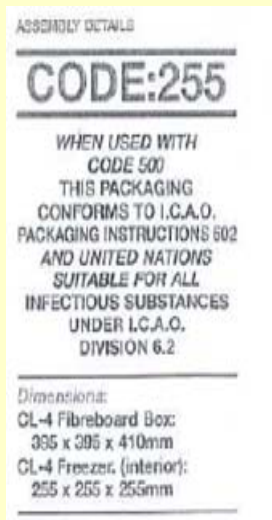 ASSEMBLY DETAILS
CODE:255
WHEN USED WITH
CODE 500
THIS PACKAGING
CONFORMS TO I.C.A.O.
PACKAGING INSTRUCTIONS 602
AND UNITED NATIONS
SUITABLE FOR ALL
INFECTIOUS SUBSTANCES
UNDER I.C.A.O.
DIVISION 6.2
Dimensions:
CL-4 Fibreboard Box:
395 x 395 x 410mm
CL-4 Freezer. (interior):
255 x 255 x 255mm